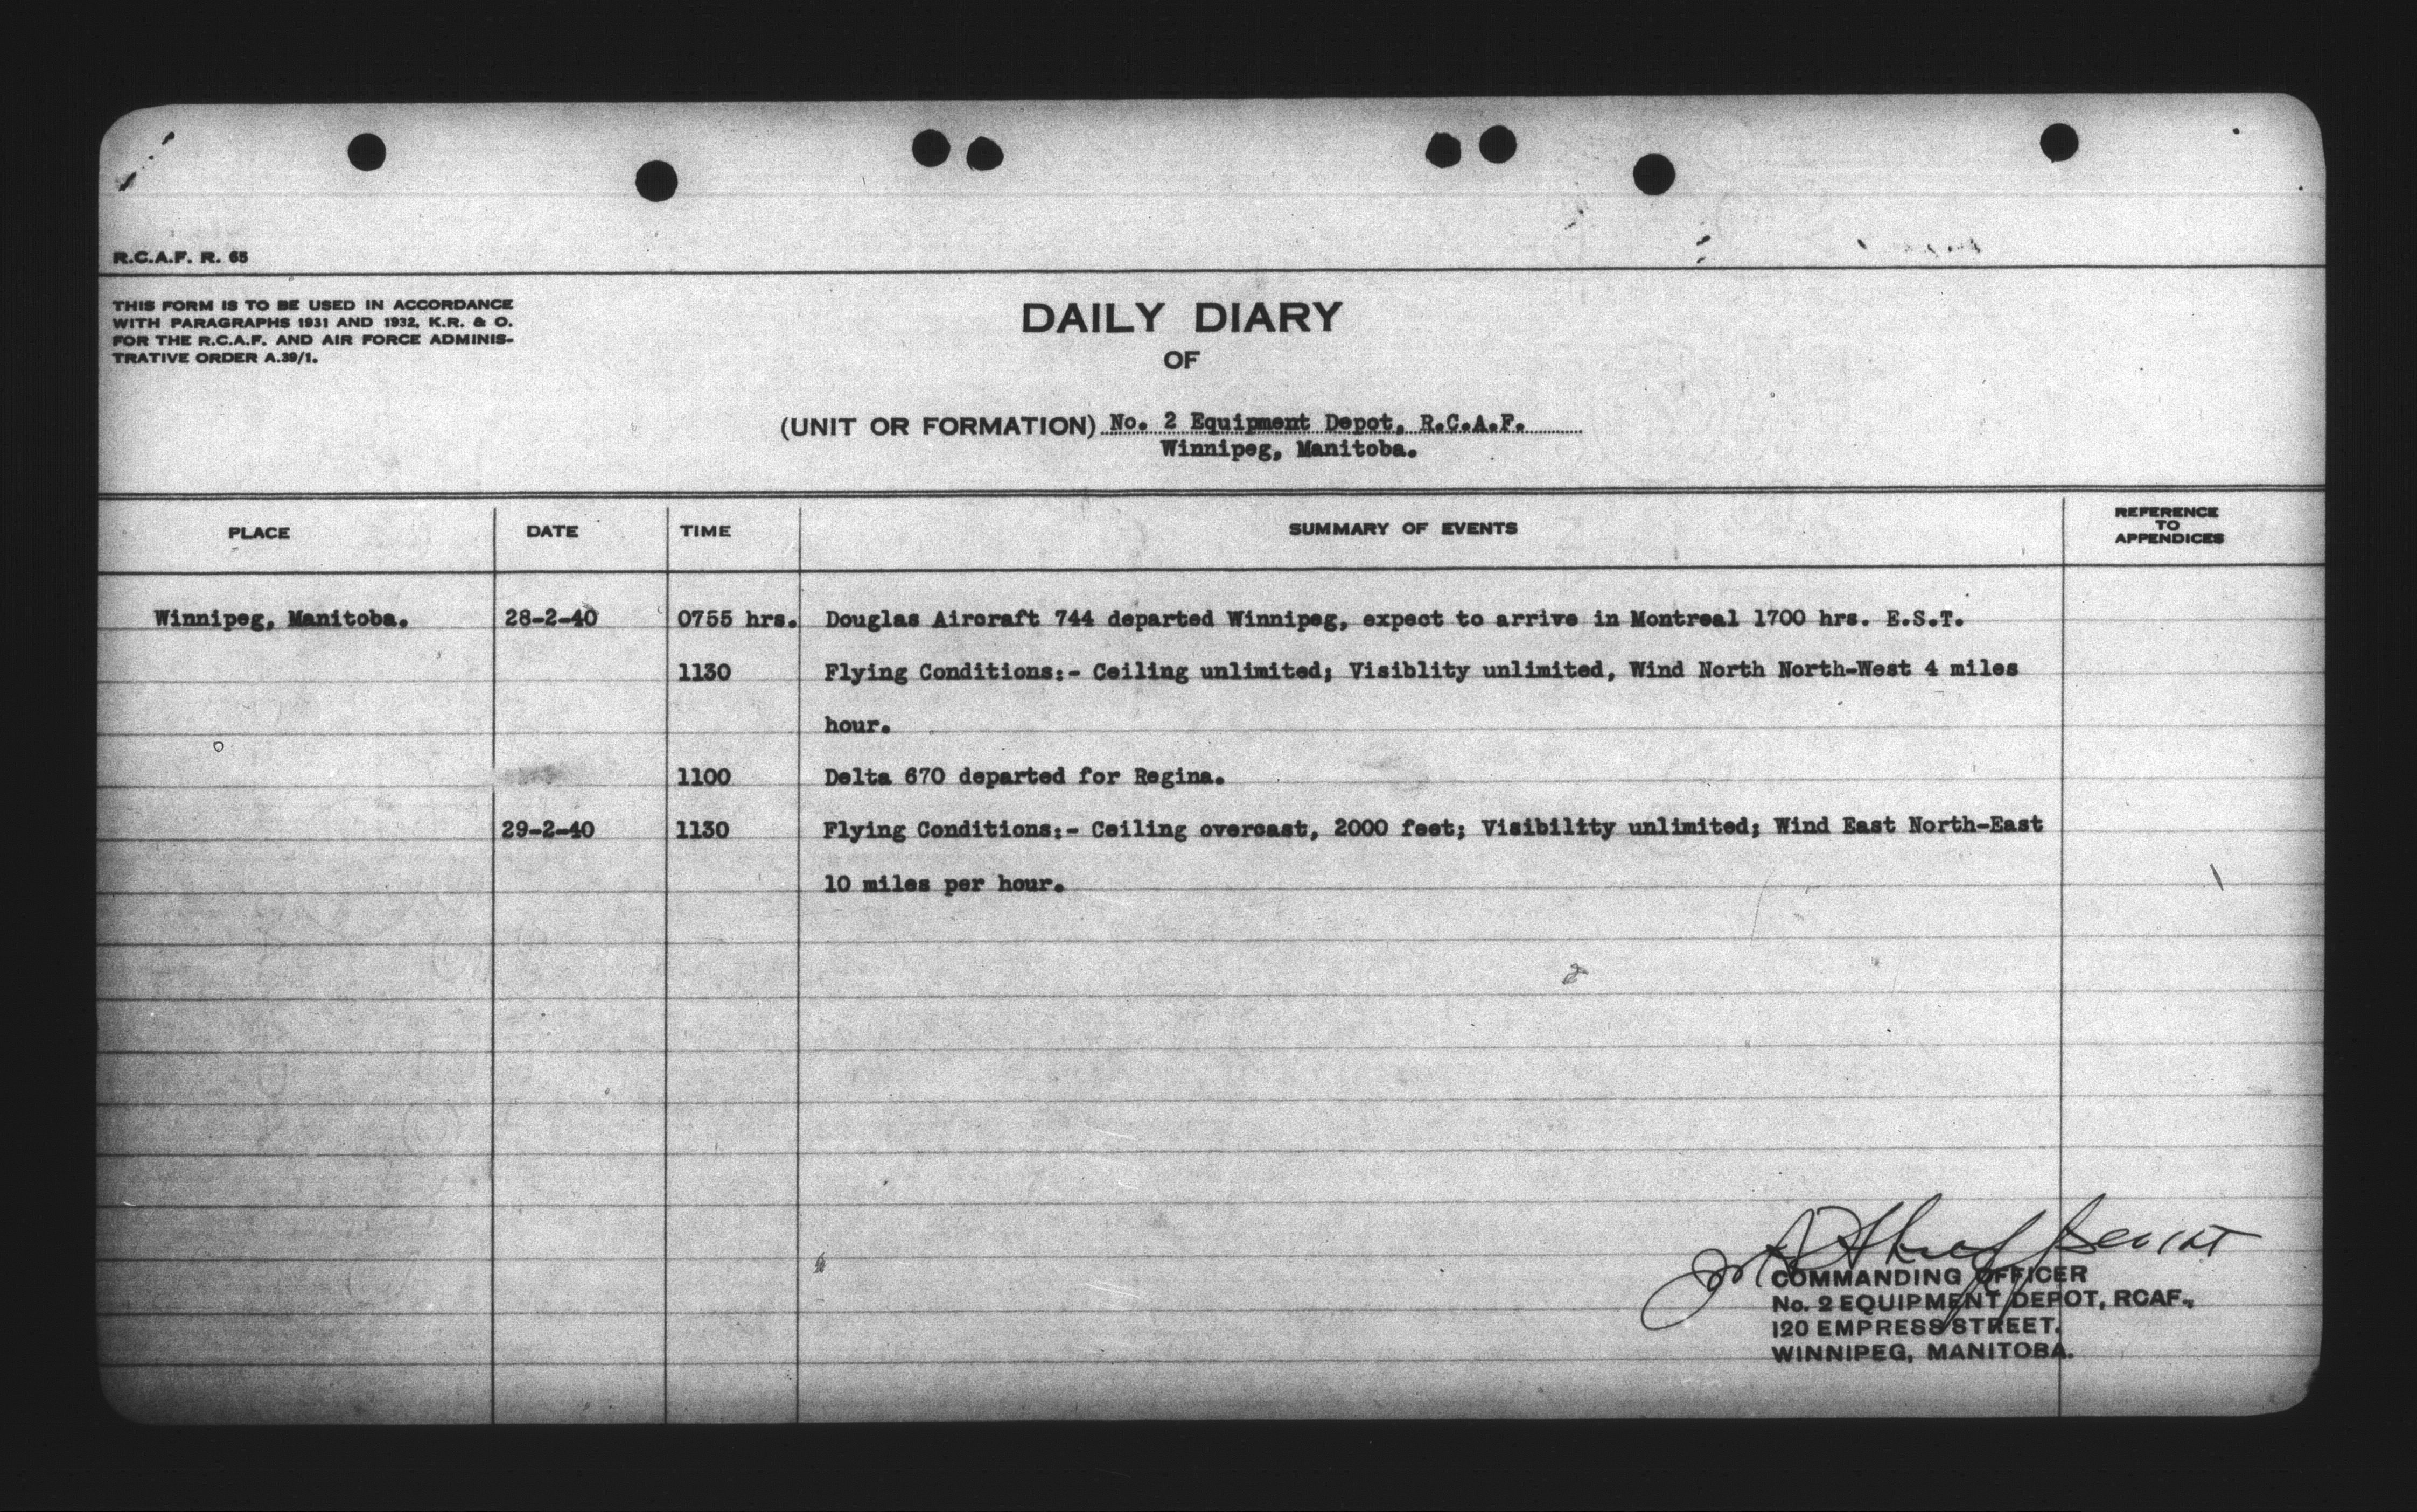 R.C.A.F. R. 65
THIS FORM IS TO BE USED IN ACCORDANCE
WITH PARAGRAPHS 1931 AND 1932, K.R. & O.
FOR THE R.C.A.F. AND AIR FORCE ADMINIS-
TRATIVE ORDER A.39/1.
DAILY DIARY
OF
(UNIT OR FORMATION) No. 2 Equipment Depot, R.C.A.F.
Winnipeg, Manitoba.
PLACE DATE TIME SUMMARY OF EVENTS REFERENCE
TO
APPENDICES
Winnipeg, Manitoba. 28-2-40 0755 hrs. Douglas Aircraft 744 departed Winnipeg, expect to arrive in Montreal 1700 hrs. E.S.T.
1130 Flying Conditions:- Ceiling unlimited; Visiblity unlimited, Wind North North-West 4 miles
hour.
1100 Delta 670 departed for Regina.
29-2-40 1130 Flying Conditions:- Ceiling overcast, 2000 feet; Visibility unlimited; Wind East North-East
10 miles per hour.
COMMANDING OFFICER
No. 2 EQUIPMENT DEPOT, RCAF.,
120 EMPRESS STREET.
WINNIPEG, MANITOBA.